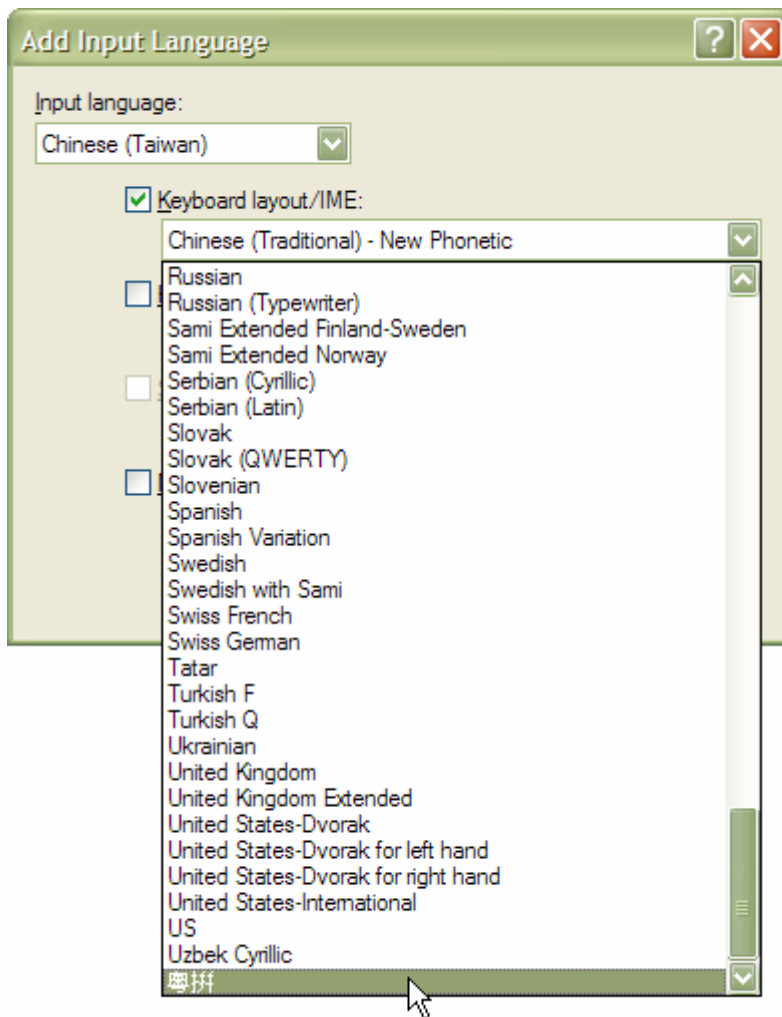 Add Input Language
Input language:
Chinese (Taiwan)
Keyboard layout/IME:
Chinese (Traditional) - New Phonetic
Russian
Russian (Typewriter)
Sami Extended Finland-Sweden
Sami Extended Norway
Serbian (Cyrillic)
Serbian (Latin)
Slovak
Slovak (QWERTY)
Slovenian
Spanish
Spanish Variation
Swedish
Swedish with Sami
Swiss French
Swiss German
Tatar
Turkish F
Turkish Q
Ukrainian
United Kingdom
United Kingdom Extended
United States-Dvorak
United States-Dvorak for left hand
United States-Dvorak for right hand
United States-International
US
Uzbek Cyrillic
粵拼